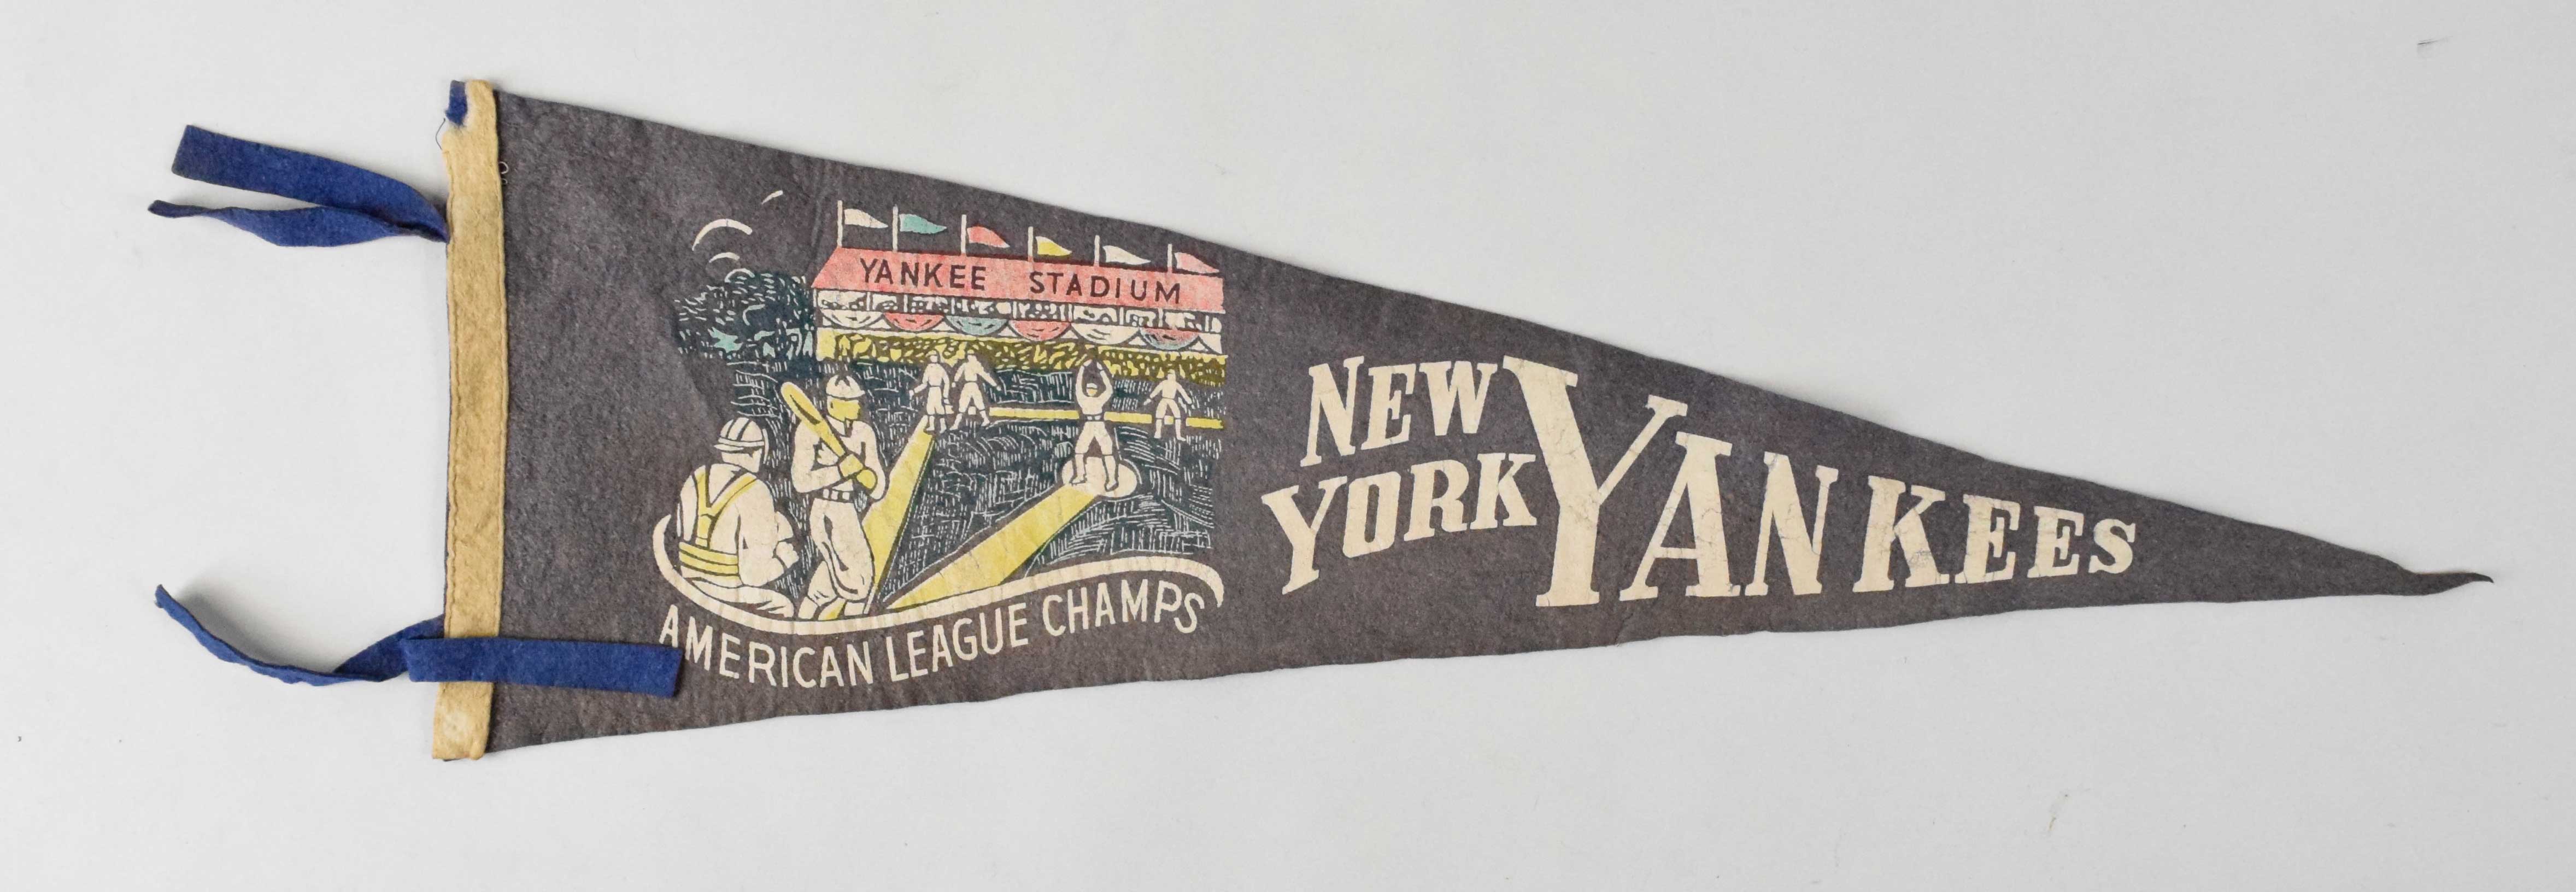 YANKEE STADIUM
AMERICAN LEAGUE CHAMPS
NEW
YORK
YANKEES